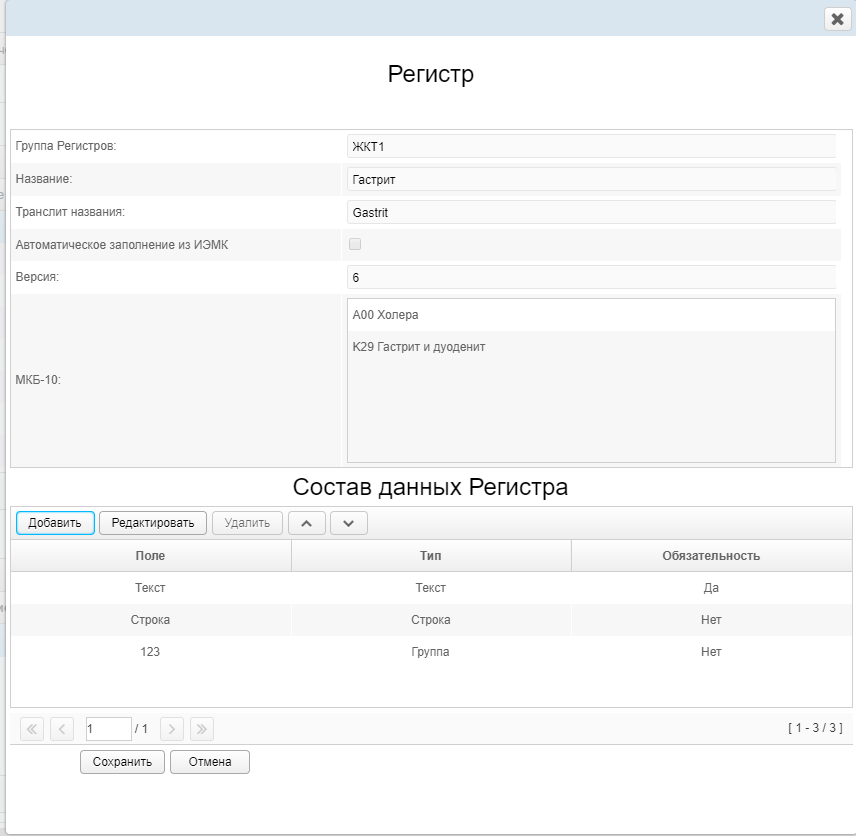 Регистр
Группа Регистров: ЖКТ1
Название: Гастрит
Транслит названия: Gastrit
Автоматическое заполнение из ИЭМК
Версия: 6
A00 Холера
K29 Гастрит и дуоденит
МКБ-10:
Состав данных Регистра
Добавить Редактировать Удалить
Поле Тип Обязательность
Текст Текст Да
Строка Строка Нет
123 Группа Нет
1 / 1 [ 1 - 3 / 3 ]
Сохранить Отмена